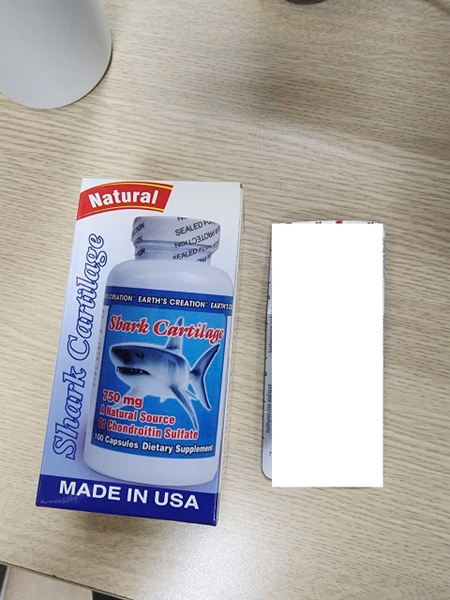 Natural
Shark Cartilage
SEALED FOR
PROTECTION
EARTH'S CREATION
Shark Cartilage
750 mg
A Natural Source
Of Chondroitin Sulfate
100 Capsules Dietary Supplement
MADE IN USA